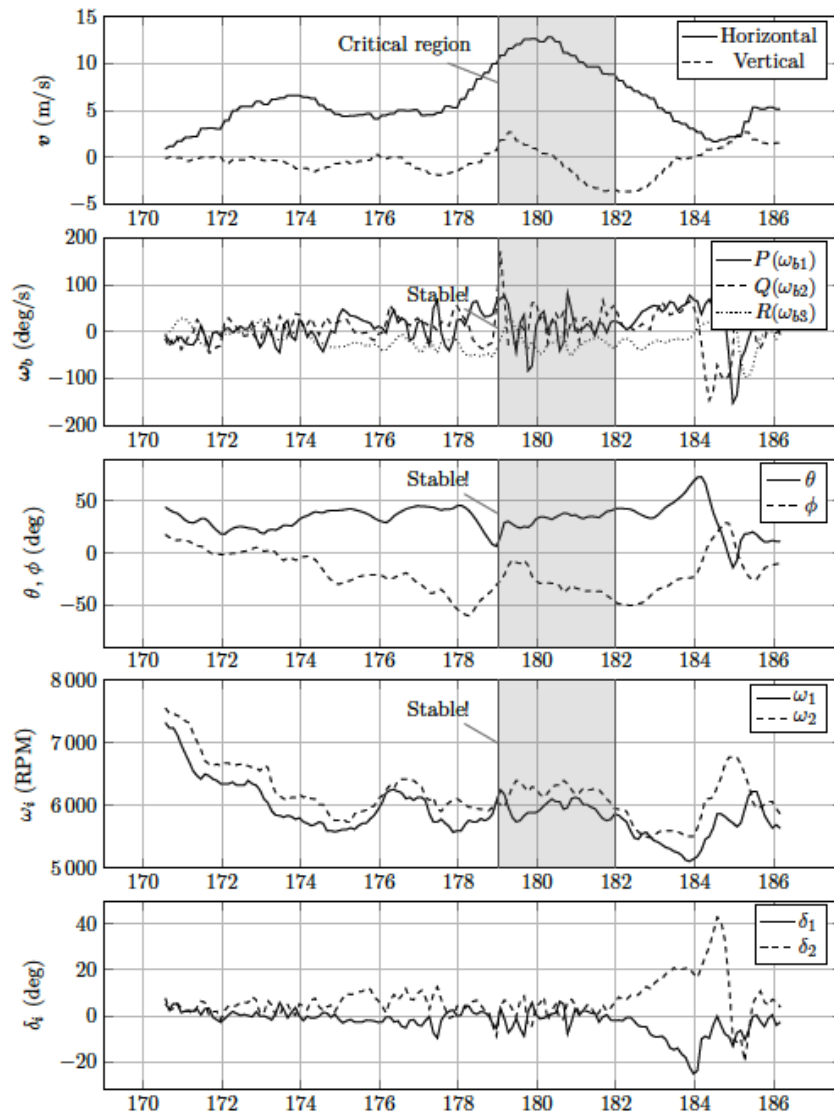 15
10
5
0
−5
v (m/s)
Critical region
Horizontal
Vertical
170 172 174 176 178 180 182 184 186
200
100
0
−100
−200
ω_b (deg/s)
Stable!
P(ω_b1)
Q(ω_b2)
R(ω_b3)
170 172 174 176 178 180 182 184 186
50
0
−50
θ, ϕ (deg)
Stable!
θ
ϕ
170 172 174 176 178 180 182 184 186
8 000
7 000
6 000
5 000
ω_i (RPM)
Stable!
ω_1
ω_2
170 172 174 176 178 180 182 184 186
40
20
0
−20
δ_i (deg)
δ_1
δ_2
170 172 174 176 178 180 182 184 186